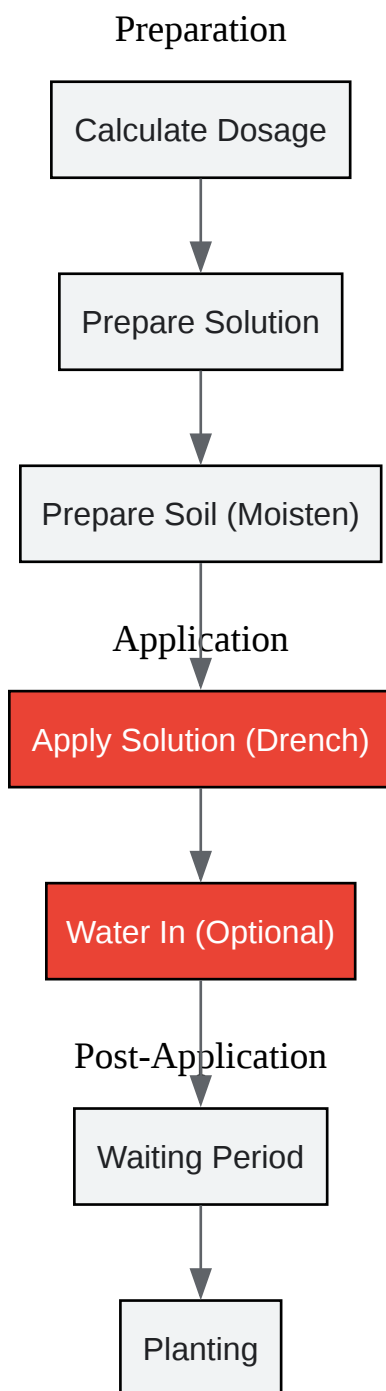 Preparation
Calculate Dosage
Prepare Solution
Prepare Soil (Moisten)
Application
Apply Solution (Drench)
Water In (Optional)
Post-Application
Waiting Period
Planting